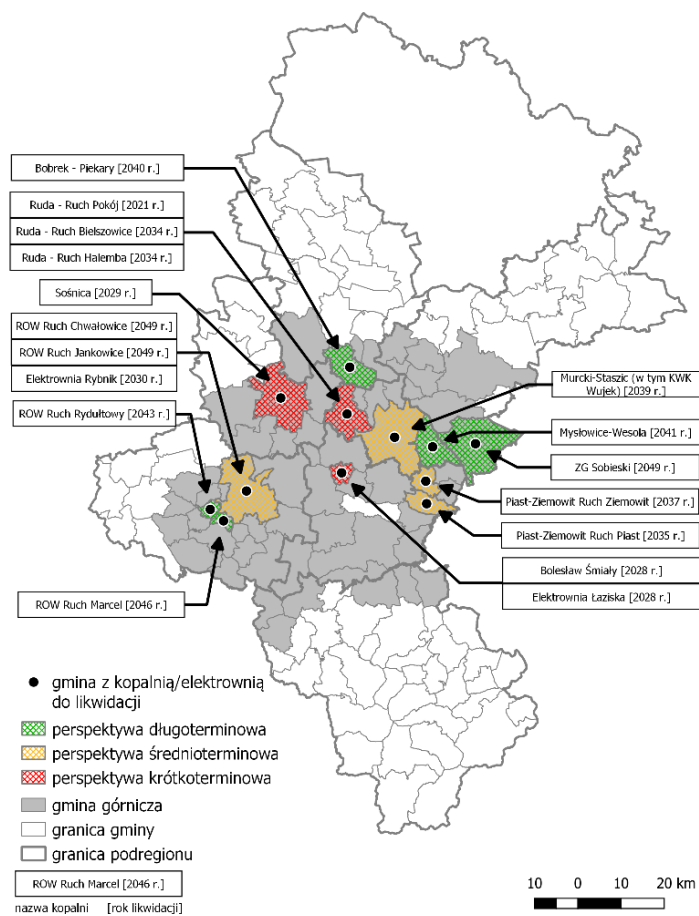 Bobrek - Piekary [2040 r.]
Ruda - Ruch Pokój [2021 r.]
Ruda - Ruch Bielszowice [2034 r.]
Ruda - Ruch Halemba [2034 r.]
Sośnica [2029 r.]
ROW Ruch Chwałowice [2049 r.]
ROW Ruch Jankowice [2049 r.]
Elektrownia Rybnik [2030 r.]
ROW Ruch Rydułtowy [2043 r.]
ROW Ruch Marcel [2046 r.]
Murcki-Staszic (w tym KWK
Wujek) [2039 r.]
Mysłowice-Wesoła [2041 r.]
ZG Sobieski [2049 r.]
Piast-Ziemowit Ruch Ziemowit [2037 r.]
Piast-Ziemowit Ruch Piast [2035 r.]
Bolesław Śmiały [2028 r.]
Elektrownia Łaziska [2028 r.]
gmina z kopalnią/elektrownią
do likwidacji
perspektywa długoterminowa
perspektywa średnioterminowa
perspektywa krótkoterminowa
gmina górnicza
granica gminy
granica podregionu
ROW Ruch Marcel [2046 r.]
nazwa kopalni [rok likwidacji]
10 0 10 20 km